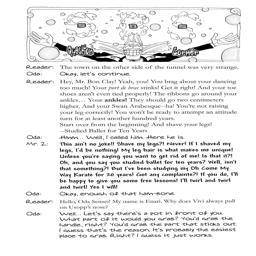 Reader: The town on the other side of the tunnel was very strange.
Oda: Okay, let's continue.
Reader: Hey, Mr. Bon Clay! Yeah, you! You brag about your dancing
too much! Your part de bras stinks! Get it right! And your toe
shoes aren't even tied properly! The ribbons go around your
ankles... Your ankles! They should go two centimeters
higher. And your Swan Arabesque–ha! You're not raising
your leg correctly! You won't be ready to attempt an attitude
turn for at least another hundred years.
Start over from the beginning! And shave your legs!
–Studied Ballet for Ten Years
Oda: Hmm... Well, I called him. Here he is.
Mr. 2: This ain't no joke!! Shave my legs?! Never! If I shaved my
legs, I'd be nothing! My leg hair is what makes me unique!
Unless you're saying you want to get rid of me! Is that it?!
Oh, and you say you studied ballet for ten years? Well, isn't
that something?! But I've been studying my Oh Come My
Way Karate for 20 years! Got any complaints?! If you do, I'll
be happy to give you some free lessons! I'll twirl and twirl
and twirl! Yes I will!
Oda: Okay, enough of that ham-bone.
Reader: Hello, Oda Sensei! My name is Emari. Why does Vivi always pull
on Usopp's nose?
Oda: Well... Let's say there's a pot in front of you.
What part of it would you grab? You'd grab the
handle, right? You'd grab the part that sticks out.
I guess that's the reason. It's probably the easiest
place to grab. Right? I guess it just works.